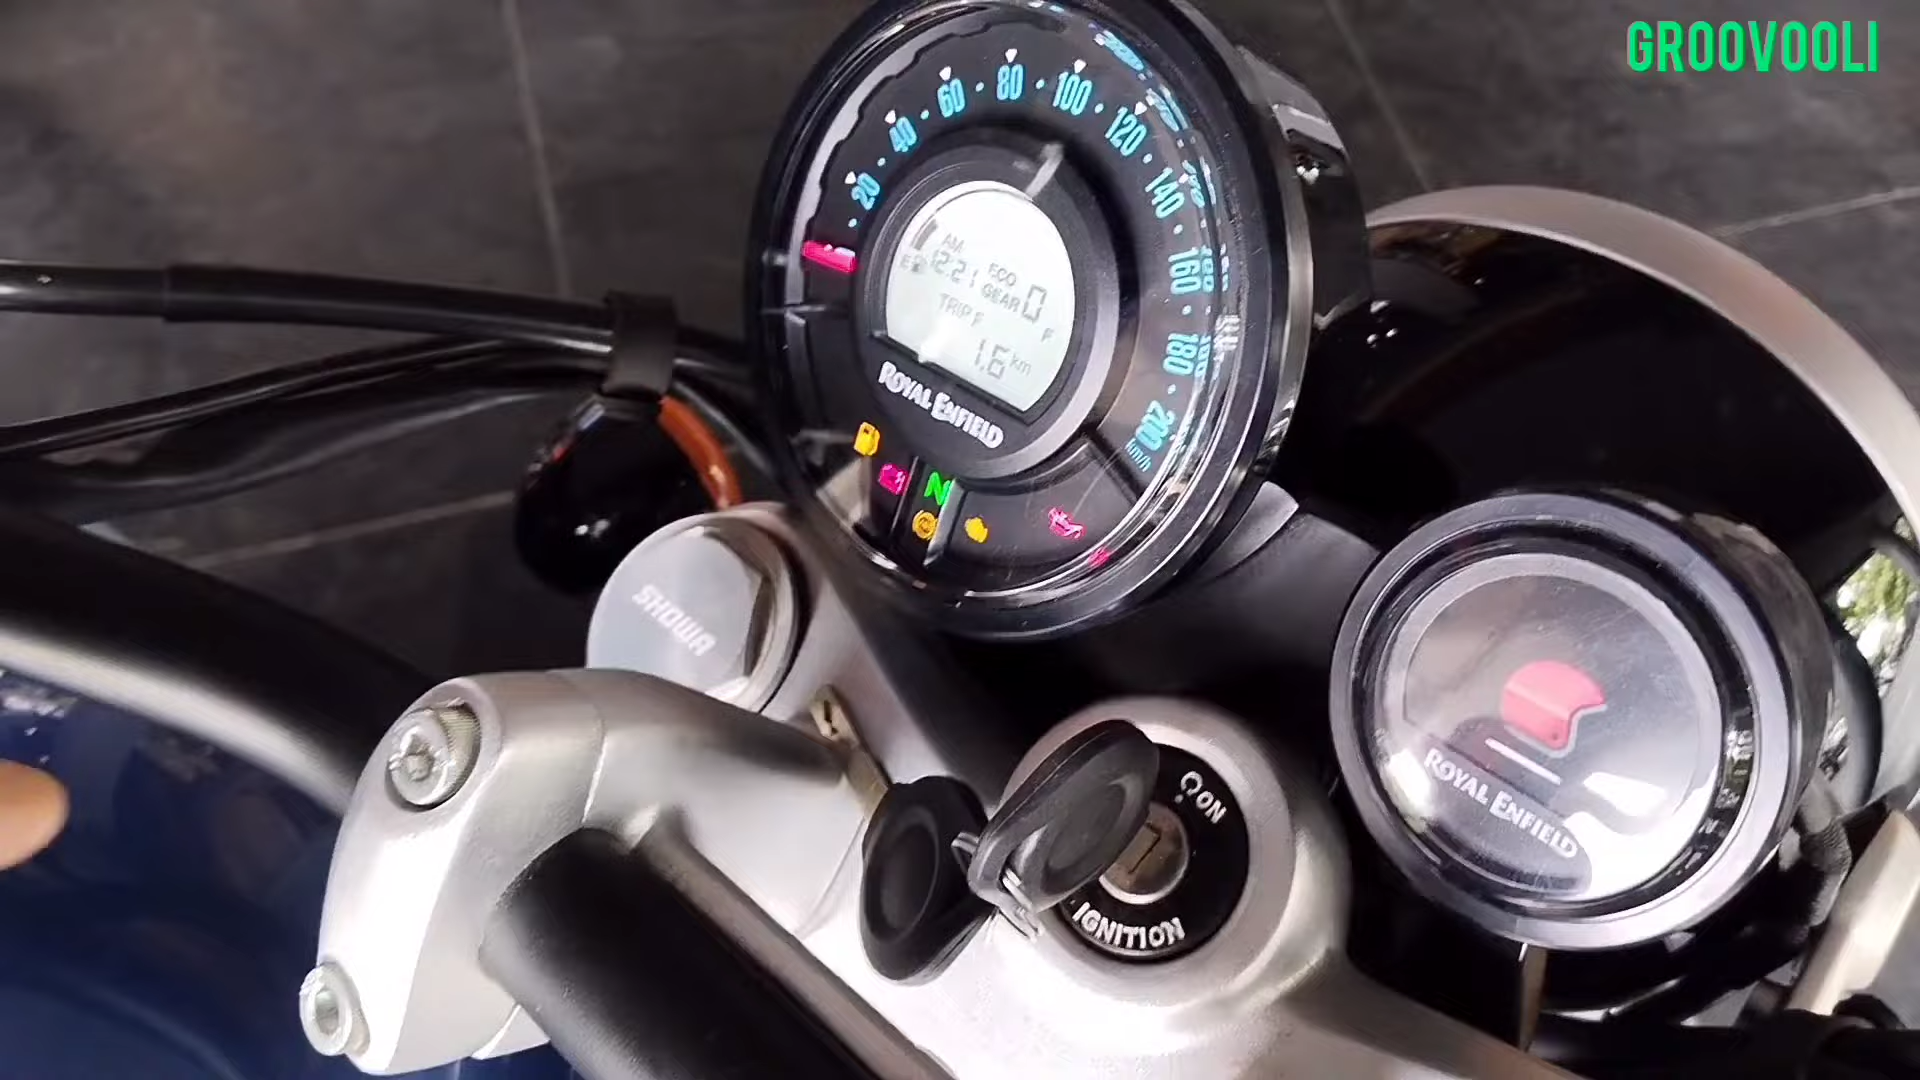 GROOVOOLI
20 40 60 80 100 120 140 160 180 200
km/h
AM
12:21 ECO
E GEAR 0
TRIP F F
1.6 km
ROYAL ENFIELD
N
SHOWA
ON
IGNITION
ROYAL ENFIELD